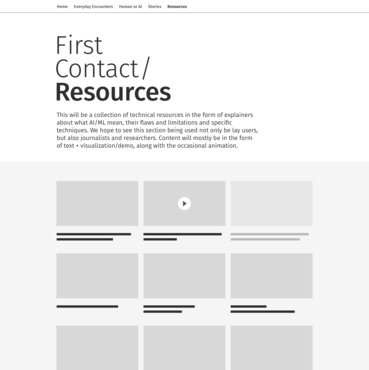 Home Everyday Encounters Human or AI Stories Resources
First
Contact/
Resources
This will be a collection of technical resources in the form of explainers
about what AI/ML mean, their flaws and limitations and specific
techniques. We hope to see this section being used not only be lay users,
but also journalists and researchers. Content will mostly be in the form
of text + visualization/demo, along with the occasional animation.